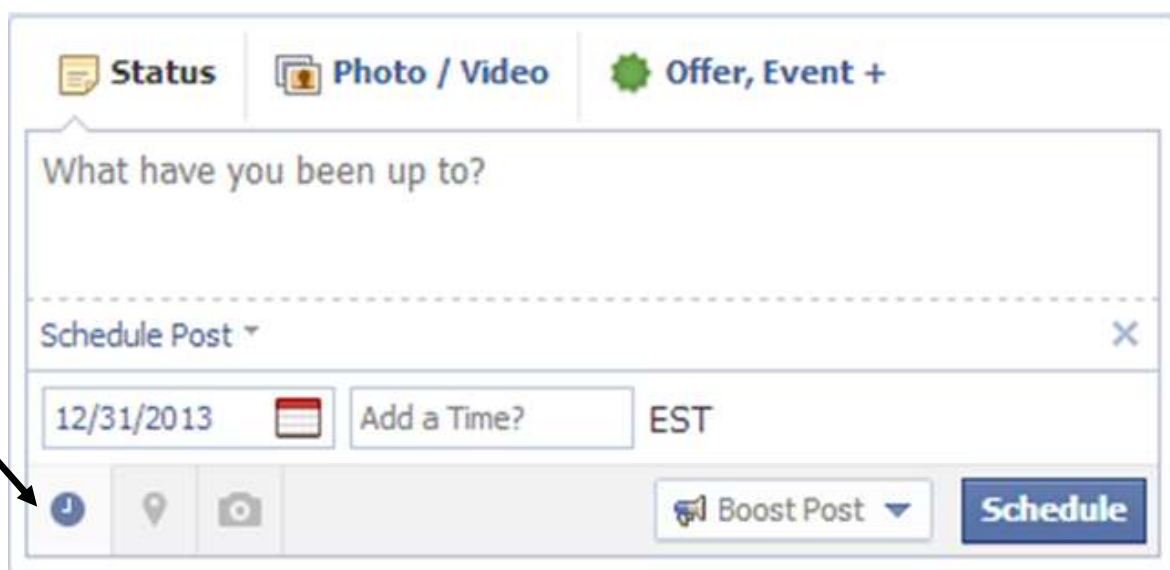 Status Photo / Video Offer, Event +
What have you been up to?
Schedule Post
12/31/2013 Add a Time? EST
Boost Post Schedule